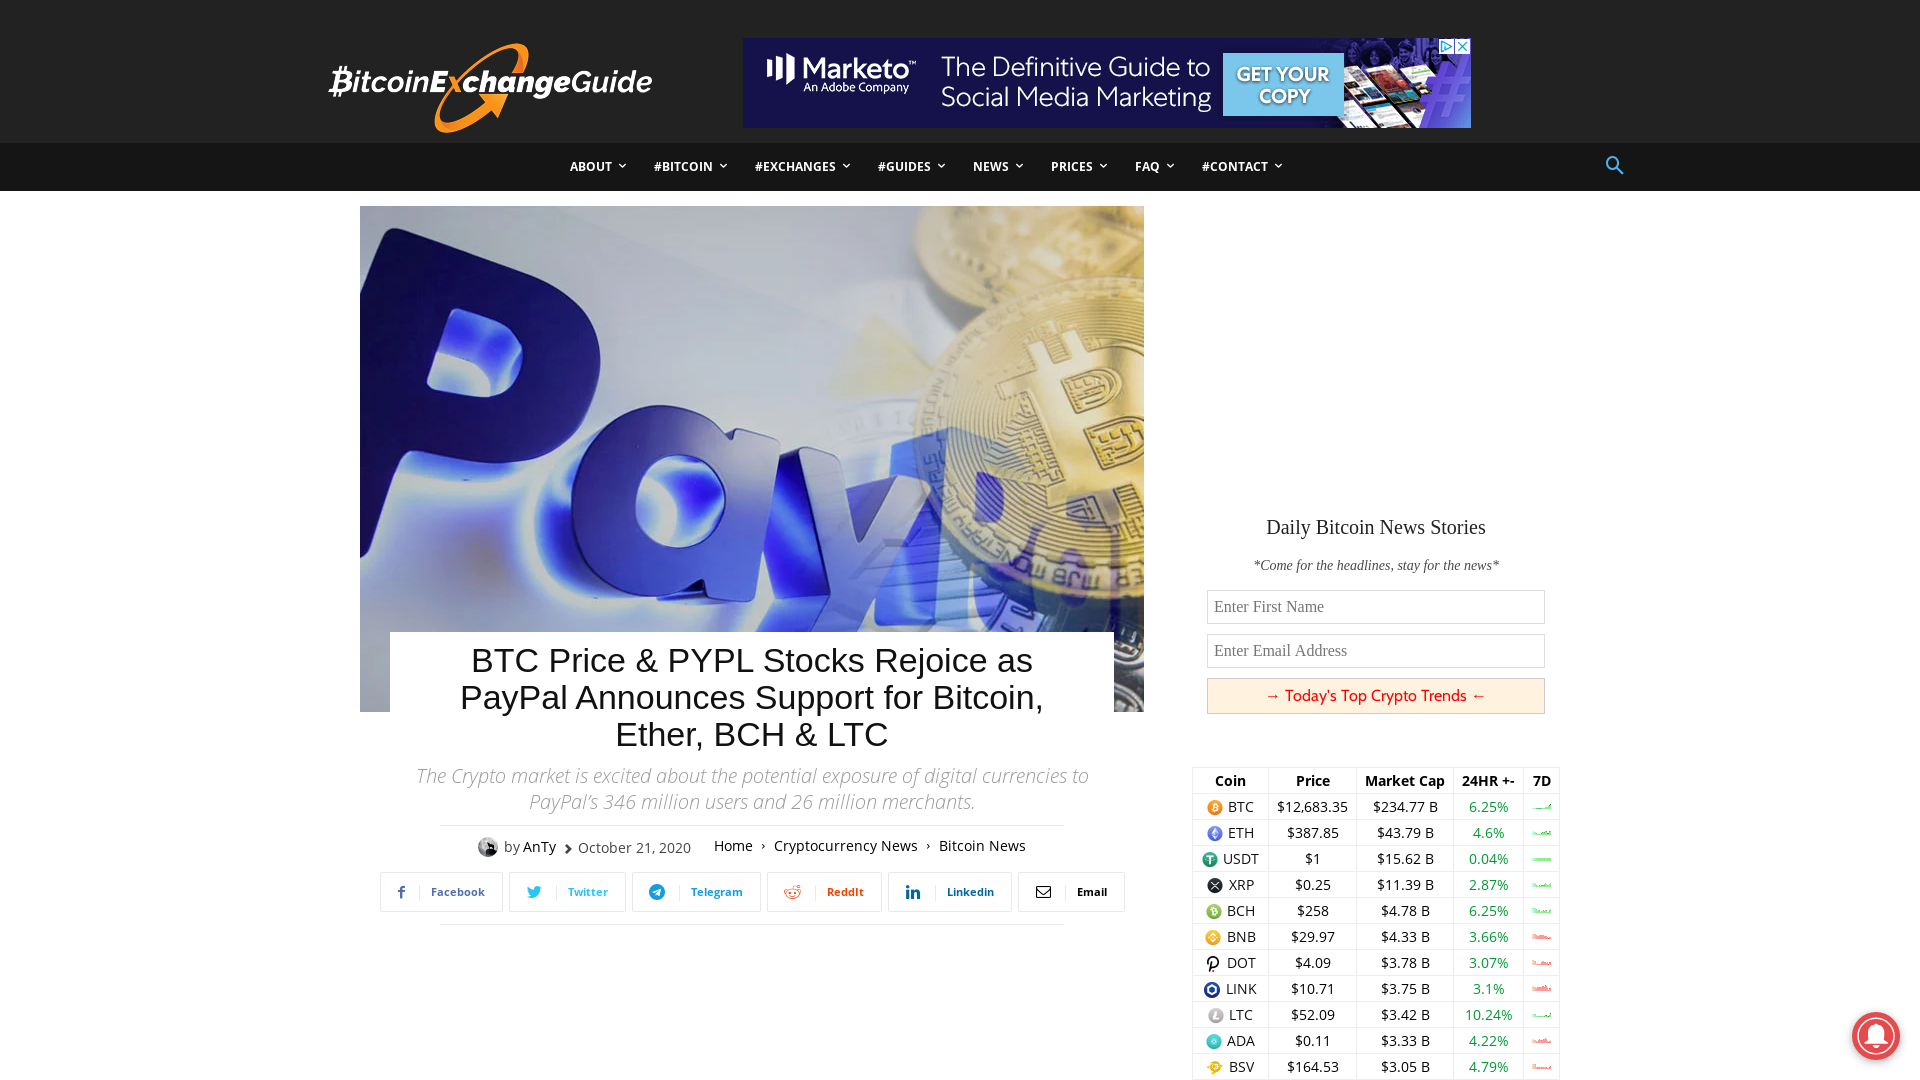 BitcoinExchangeGuide
Marketo™
An Adobe Company
The Definitive Guide to
Social Media Marketing
GET YOUR
COPY
#
ABOUT
#BITCOIN
#EXCHANGES
#GUIDES
NEWS
PRICES
FAQ
#CONTACT
PayPal
BTC Price & PYPL Stocks Rejoice as
PayPal Announces Support for Bitcoin,
Ether, BCH & LTC
The Crypto market is excited about the potential exposure of digital currencies to
PayPal’s 346 million users and 26 million merchants.
by AnTy October 21, 2020 Home › Cryptocurrency News › Bitcoin News
Facebook
Twitter
Telegram
ReddIt
Linkedin
Email
Daily Bitcoin News Stories
*Come for the headlines, stay for the news*
Enter First Name
Enter Email Address
→ Today's Top Crypto Trends ←
Coin Price Market Cap 24HR +- 7D
BTC $12,683.35 $234.77 B 6.25%
ETH $387.85 $43.79 B 4.6%
USDT $1 $15.62 B 0.04%
XRP $0.25 $11.39 B 2.87%
BCH $258 $4.78 B 6.25%
BNB $29.97 $4.33 B 3.66%
DOT $4.09 $3.78 B 3.07%
LINK $10.71 $3.75 B 3.1%
LTC $52.09 $3.42 B 10.24%
ADA $0.11 $3.33 B 4.22%
BSV $164.53 $3.05 B 4.79%